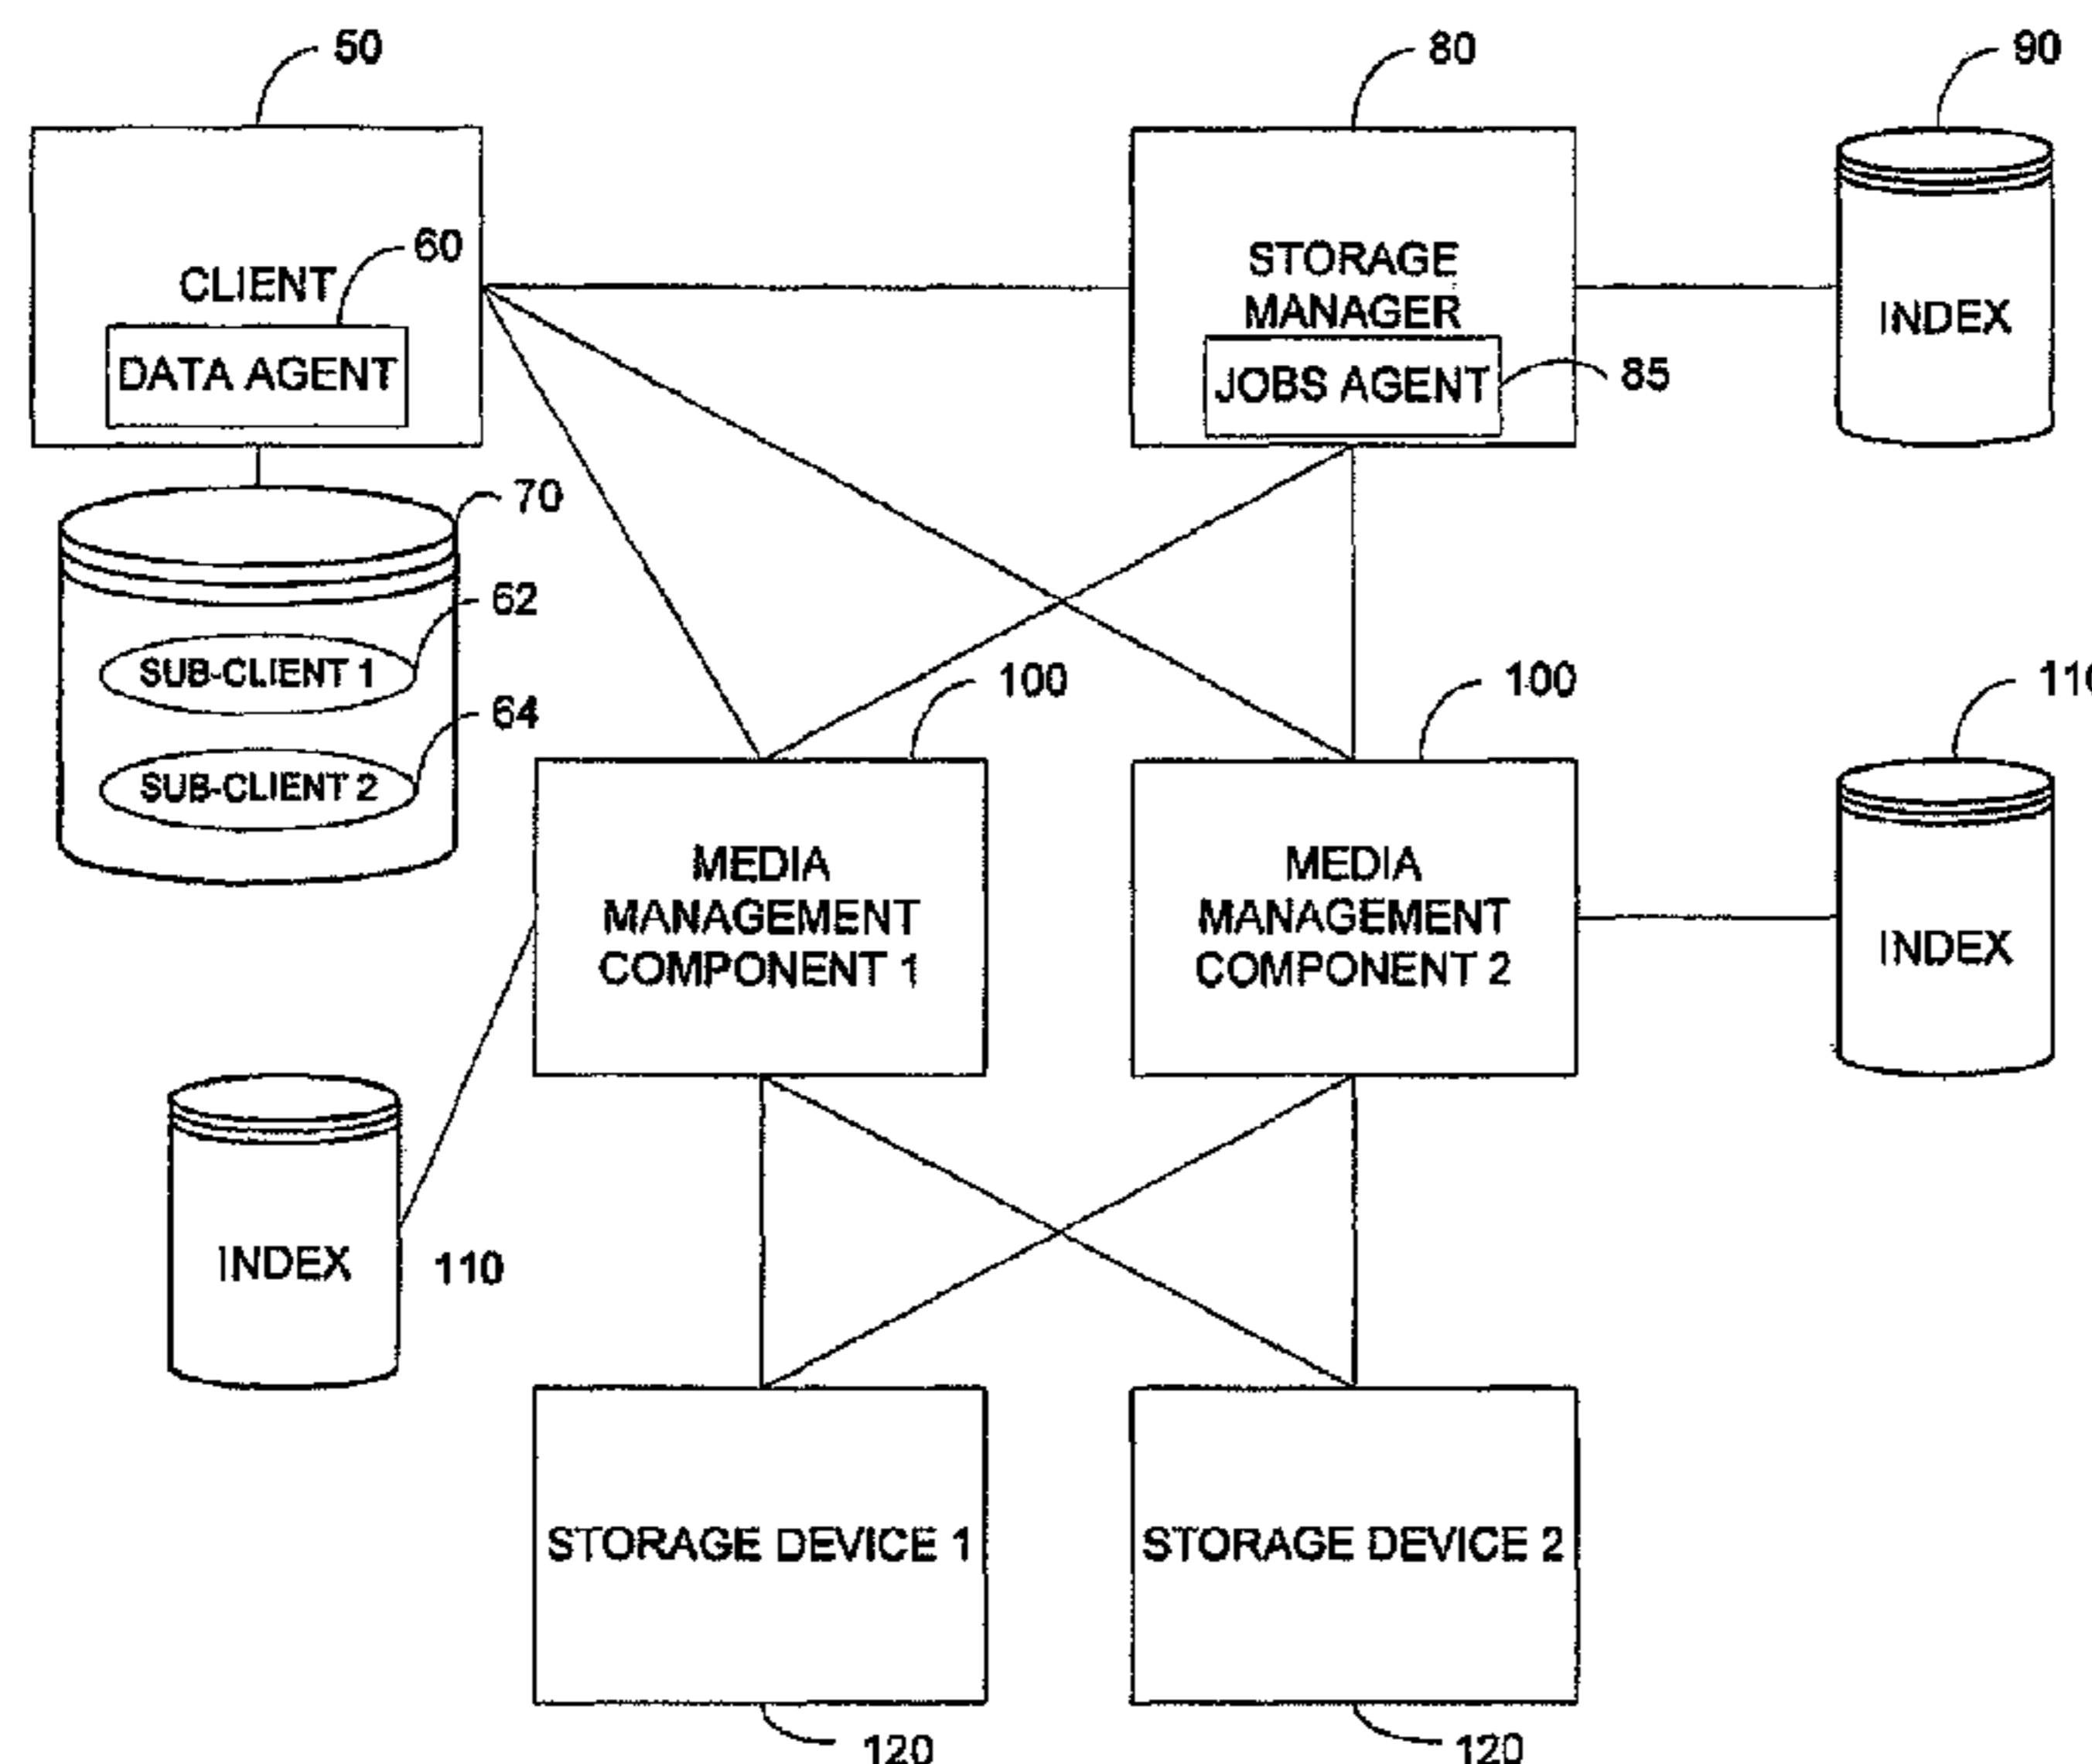 50
80
90
CLIENT
60
DATA AGENT
STORAGE
MANAGER
JOBS AGENT
85
INDEX
70
62
SUB-CLIENT 1
64
SUB-CLIENT 2
100
100
110
MEDIA
MANAGEMENT
COMPONENT 1
MEDIA
MANAGEMENT
COMPONENT 2
INDEX
INDEX
110
STORAGE DEVICE 1
STORAGE DEVICE 2
120
120